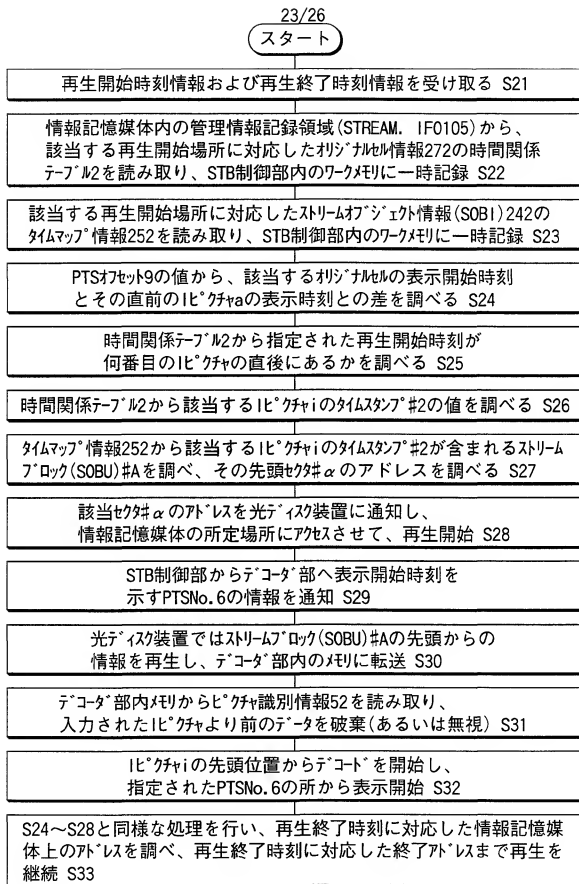 23/26
スタート
再生開始時刻情報および再生終了時刻情報を受け取る S21
情報記憶媒体内の管理情報記録領域(STREAM. IFO105)から、
該当する再生開始場所に対応したｵﾘｼﾞﾅﾙｾﾙ情報272の時間関係
ﾃｰﾌﾞﾙ2を読み取り、STB制御部内のﾜｰｸﾒﾓﾘに一時記録 S22
該当する再生開始場所に対応したｽﾄﾘｰﾑｵﾌﾞｼﾞｪｸﾄ情報(SOBI)242の
ﾀｲﾑﾏｯﾌﾟ情報252を読み取り、STB制御部内のﾜｰｸﾒﾓﾘに一時記録 S23
PTSｵﾌｾｯﾄ9の値から、該当するｵﾘｼﾞﾅﾙｾﾙの表示開始時刻
とその直前のIﾋﾟｸﾁｬaの表示時刻との差を調べる S24
時間関係ﾃｰﾌﾞﾙ2から指定された再生開始時刻が
何番目のIﾋﾟｸﾁｬの直後にあるかを調べる S25
時間関係ﾃｰﾌﾞﾙ2から該当するIﾋﾟｸﾁｬiのﾀｲﾑｽﾀﾝﾌﾟ#2の値を調べる S26
ﾀｲﾑﾏｯﾌﾟ情報252から該当するIﾋﾟｸﾁｬiのﾀｲﾑｽﾀﾝﾌﾟ#2が含まれるｽﾄﾘｰﾑ
ﾌﾞﾛｯｸ(SOBU)#Aを調べ、その先頭ｾｸﾀ#αのｱﾄﾞﾚｽを調べる S27
該当ｾｸﾀ#αのｱﾄﾞﾚｽを光ﾃﾞｨｽｸ装置に通知し、
情報記憶媒体の所定場所にｱｸｾｽさせて、再生開始 S28
STB制御部からﾃﾞｺｰﾀﾞ部へ表示開始時刻を
示すPTSNo.6の情報を通知 S29
光ﾃﾞｨｽｸ装置ではｽﾄﾘｰﾑﾌﾞﾛｯｸ(SOBU)#Aの先頭からの
情報を再生し、ﾃﾞｺｰﾀﾞ部内のﾒﾓﾘに転送 S30
ﾃﾞｺｰﾀﾞ部内ﾒﾓﾘからﾋﾟｸﾁｬ識別情報52を読み取り、
入力されたIﾋﾟｸﾁｬより前のﾃﾞｰﾀを破棄(あるいは無視) S31
Iﾋﾟｸﾁｬiの先頭位置からﾃﾞｺｰﾄﾞを開始し、
指定されたPTSNo.6の所から表示開始 S32
S24～S28と同様な処理を行い、再生終了時刻に対応した情報記憶媒
体上のｱﾄﾞﾚｽを調べ、再生終了時刻に対応した終了ｱﾄﾞﾚｽまで再生を
継続 S33